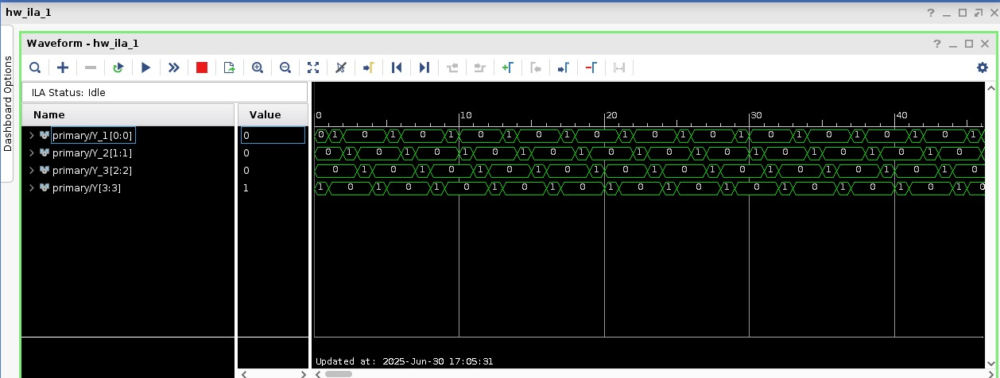 hw_ila_1
Dashboard Options
Waveform - hw_ila_1
ILA Status: Idle
Name Value
0 10 20 30 40
primary/Y_1[0:0] 0 0 1 0 1 0 1 0 1 0 1 0 1 0 1 0 1 0 1 0 1 0 1 0 1
primary/Y_2[1:1] 0 0 1 0 1 0 1 0 1 0 1 0 1 0 1 0 1 0 1 0 1 0 1 0
primary/Y_3[2:2] 0 0 1 0 1 0 1 0 1 0 1 0 1 0 1 0 1 0 1 0 1 0 1 0
primary/Y[3:3] 1 1 0 1 0 1 0 1 0 1 0 1 0 1 0 1 0 1 0 1 0 1 0 1 0
Updated at: 2025-Jun-30 17:05:31